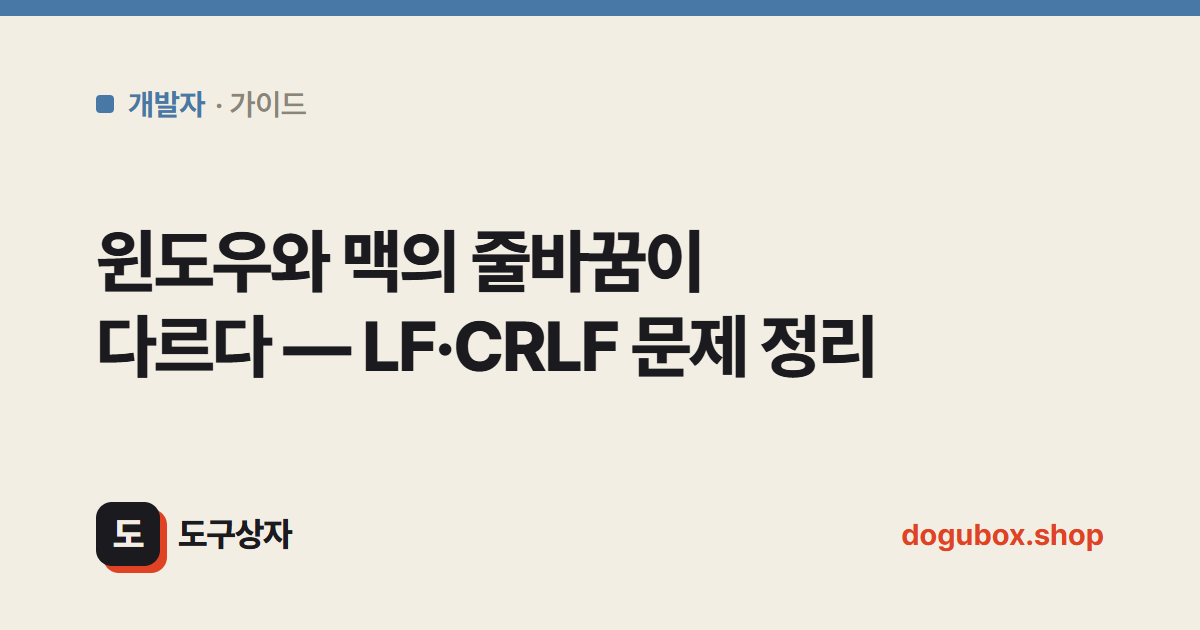 개발자 · 가이드
윈도우와 맥의 줄바꿈이
다르다 — LF·CRLF 문제 정리
도 도구상자
dogubox.shop